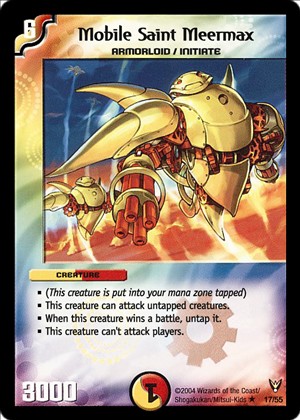 6
Mobile Saint Meermax
ARMORLOID / INITIATE
CREATURE
▪ (This creature is put into your mana zone tapped)
▪ This creature can attack untapped creatures.
▪ When this creature wins a battle, untap it.
▪ This creature can't attack players.
3000
1
©2004 Wizards of the Coast/
Shogakukan/Mitsui-Kids ★ 17/55